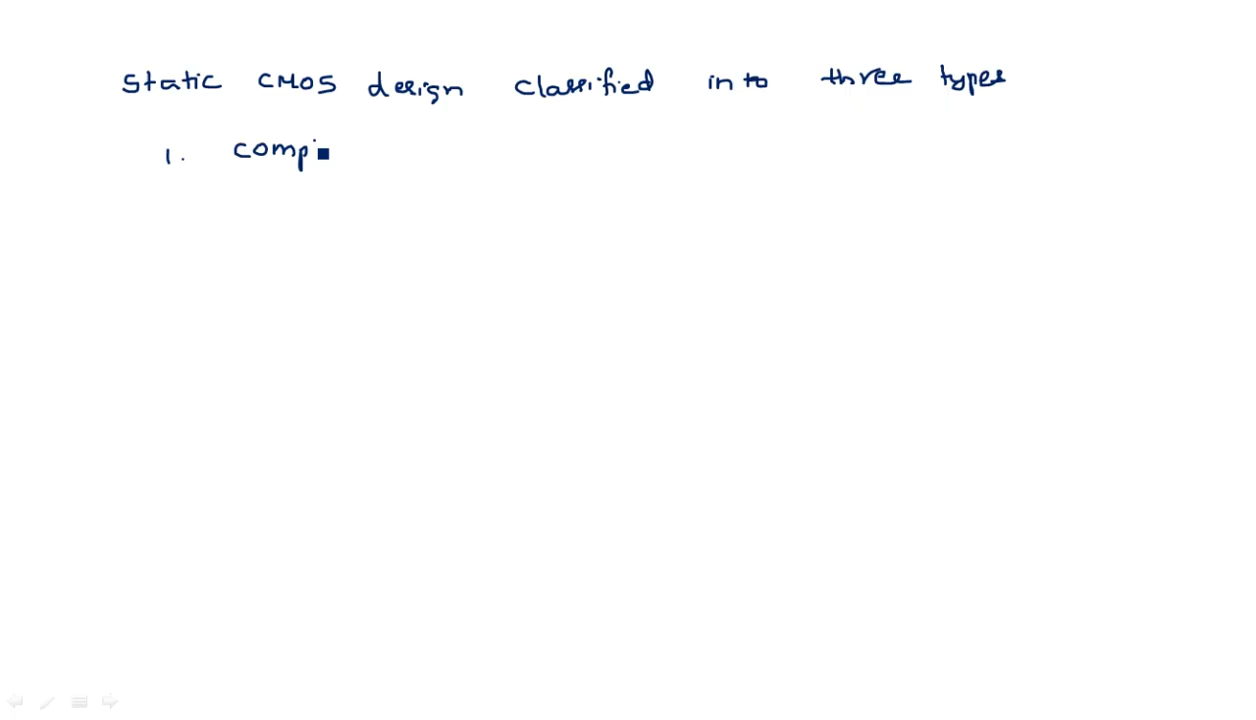 Static CMOS design classified into three types
1. comp